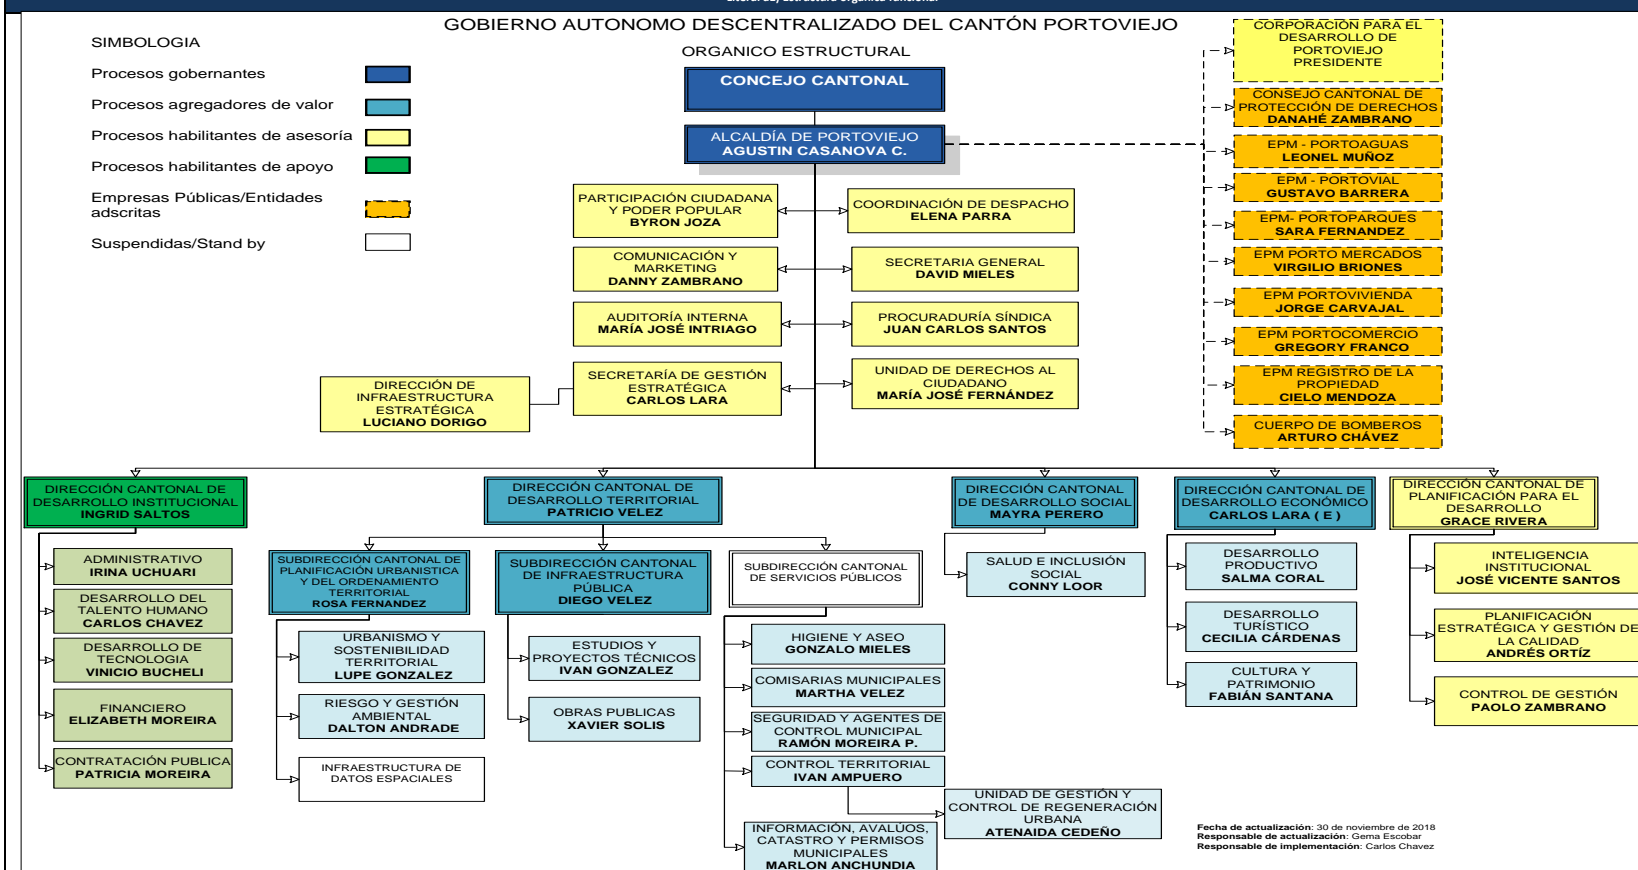 Literal a2) Estructura orgánica funcional
GOBIERNO AUTONOMO DESCENTRALIZADO DEL CANTÓN PORTOVIEJO
ORGANICO ESTRUCTURAL
SIMBOLOGIA
Procesos gobernantes
Procesos agregadores de valor
Procesos habilitantes de asesoría
Procesos habilitantes de apoyo
Empresas Públicas/Entidades
adscritas
Suspendidas/Stand by
CONCEJO CANTONAL
ALCALDÍA DE PORTOVIEJO
AGUSTIN CASANOVA C.
CORPORACIÓN PARA EL
DESARROLLO DE
PORTOVIEJO
PRESIDENTE
CONSEJO CANTONAL DE
PROTECCIÓN DE DERECHOS
DANAHÉ ZAMBRANO
EPM - PORTOAGUAS
LEONEL MUÑOZ
EPM - PORTOVIAL
GUSTAVO BARRERA
EPM- PORTOPARQUES
SARA FERNANDEZ
EPM PORTO MERCADOS
VIRGILIO BRIONES
EPM PORTOVIVIENDA
JORGE CARVAJAL
EPM PORTOCOMERCIO
GREGORY FRANCO
EPM REGISTRO DE LA
PROPIEDAD
CIELO MENDOZA
CUERPO DE BOMBEROS
ARTURO CHÁVEZ
PARTICIPACIÓN CIUDADANA
Y PODER POPULAR
BYRON JOZA
COORDINACIÓN DE DESPACHO
ELENA PARRA
COMUNICACIÓN Y
MARKETING
DANNY ZAMBRANO
SECRETARIA GENERAL
DAVID MIELES
AUDITORÍA INTERNA
MARÍA JOSÉ INTRIAGO
PROCURADURÍA SÍNDICA
JUAN CARLOS SANTOS
SECRETARÍA DE GESTIÓN
ESTRATÉGICA
CARLOS LARA
UNIDAD DE DERECHOS AL
CIUDADANO
MARÍA JOSÉ FERNÁNDEZ
DIRECCIÓN DE
INFRAESTRUCTURA
ESTRATÉGICA
LUCIANO DORIGO
DIRECCIÓN CANTONAL DE
DESARROLLO INSTITUCIONAL
INGRID SALTOS
ADMINISTRATIVO
IRINA UCHUARI
DESARROLLO DEL
TALENTO HUMANO
CARLOS CHAVEZ
DESARROLLO DE
TECNOLOGIA
VINICIO BUCHELI
FINANCIERO
ELIZABETH MOREIRA
CONTRATACIÓN PUBLICA
PATRICIA MOREIRA
DIRECCIÓN CANTONAL DE
DESARROLLO TERRITORIAL
PATRICIO VELEZ
SUBDIRECCIÓN CANTONAL DE
PLANIFICACIÓN URBANISTICA
Y DEL ORDENAMIENTO
TERRITORIAL
ROSA FERNANDEZ
URBANISMO Y
SOSTENIBILIDAD
TERRITORIAL
LUPE GONZALEZ
RIESGO Y GESTIÓN
AMBIENTAL
DALTON ANDRADE
INFRAESTRUCTURA DE
DATOS ESPACIALES
SUBDIRECCIÓN CANTONAL
DE INFRAESTRUCTURA
PÚBLICA
DIEGO VELEZ
ESTUDIOS Y
PROYECTOS TÉCNICOS
IVAN GONZALEZ
OBRAS PUBLICAS
XAVIER SOLIS
SUBDIRECCIÓN CANTONAL
DE SERVICIOS PÚBLICOS
HIGIENE Y ASEO
GONZALO MIELES
COMISARIAS MUNICIPALES
MARTHA VELEZ
SEGURIDAD Y AGENTES DE
CONTROL MUNICIPAL
RAMÓN MOREIRA P.
CONTROL TERRITORIAL
IVAN AMPUERO
UNIDAD DE GESTIÓN Y
CONTROL DE REGENERACIÓN
URBANA
ATENAIDA CEDEÑO
INFORMACIÓN, AVALÚOS,
CATASTRO Y PERMISOS
MUNICIPALES
MARLON ANCHUNDIA
DIRECCIÓN CANTONAL
DE DESARROLLO SOCIAL
MAYRA PERERO
SALUD E INCLUSIÓN
SOCIAL
CONNY LOOR
DIRECCIÓN CANTONAL DE
DESARROLLO ECONÓMICO
CARLOS LARA ( E )
DESARROLLO
PRODUCTIVO
SALMA CORAL
DESARROLLO
TURÍSTICO
CECILIA CÁRDENAS
CULTURA Y
PATRIMONIO
FABIÁN SANTANA
DIRECCIÓN CANTONAL DE
PLANIFICACIÓN PARA EL
DESARROLLO
GRACE RIVERA
INTELIGENCIA
INSTITUCIONAL
JOSÉ VICENTE SANTOS
PLANIFICACIÓN
ESTRATÉGICA Y GESTIÓN DE
LA CALIDAD
ANDRÉS ORTÍZ
CONTROL DE GESTIÓN
PAOLO ZAMBRANO
Fecha de actualización: 30 de noviembre de 2018
Responsable de actualización: Gema Escobar
Responsable de implementación: Carlos Chavez